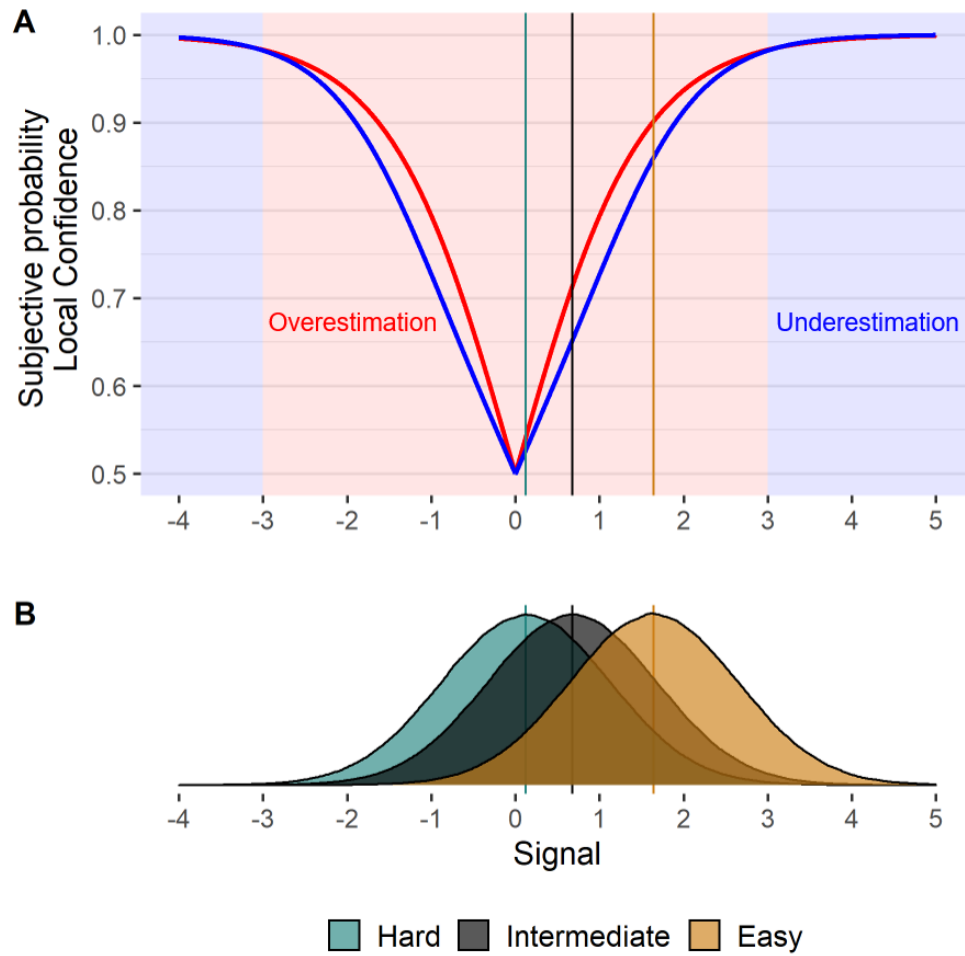 A
Subjective probability
Local Confidence
1.0
0.9
0.8
0.7
0.6
0.5
Overestimation
Underestimation
-4 -3 -2 -1 0 1 2 3 4 5
B
-4 -3 -2 -1 0 1 2 3 4 5
Signal
Hard Intermediate Easy